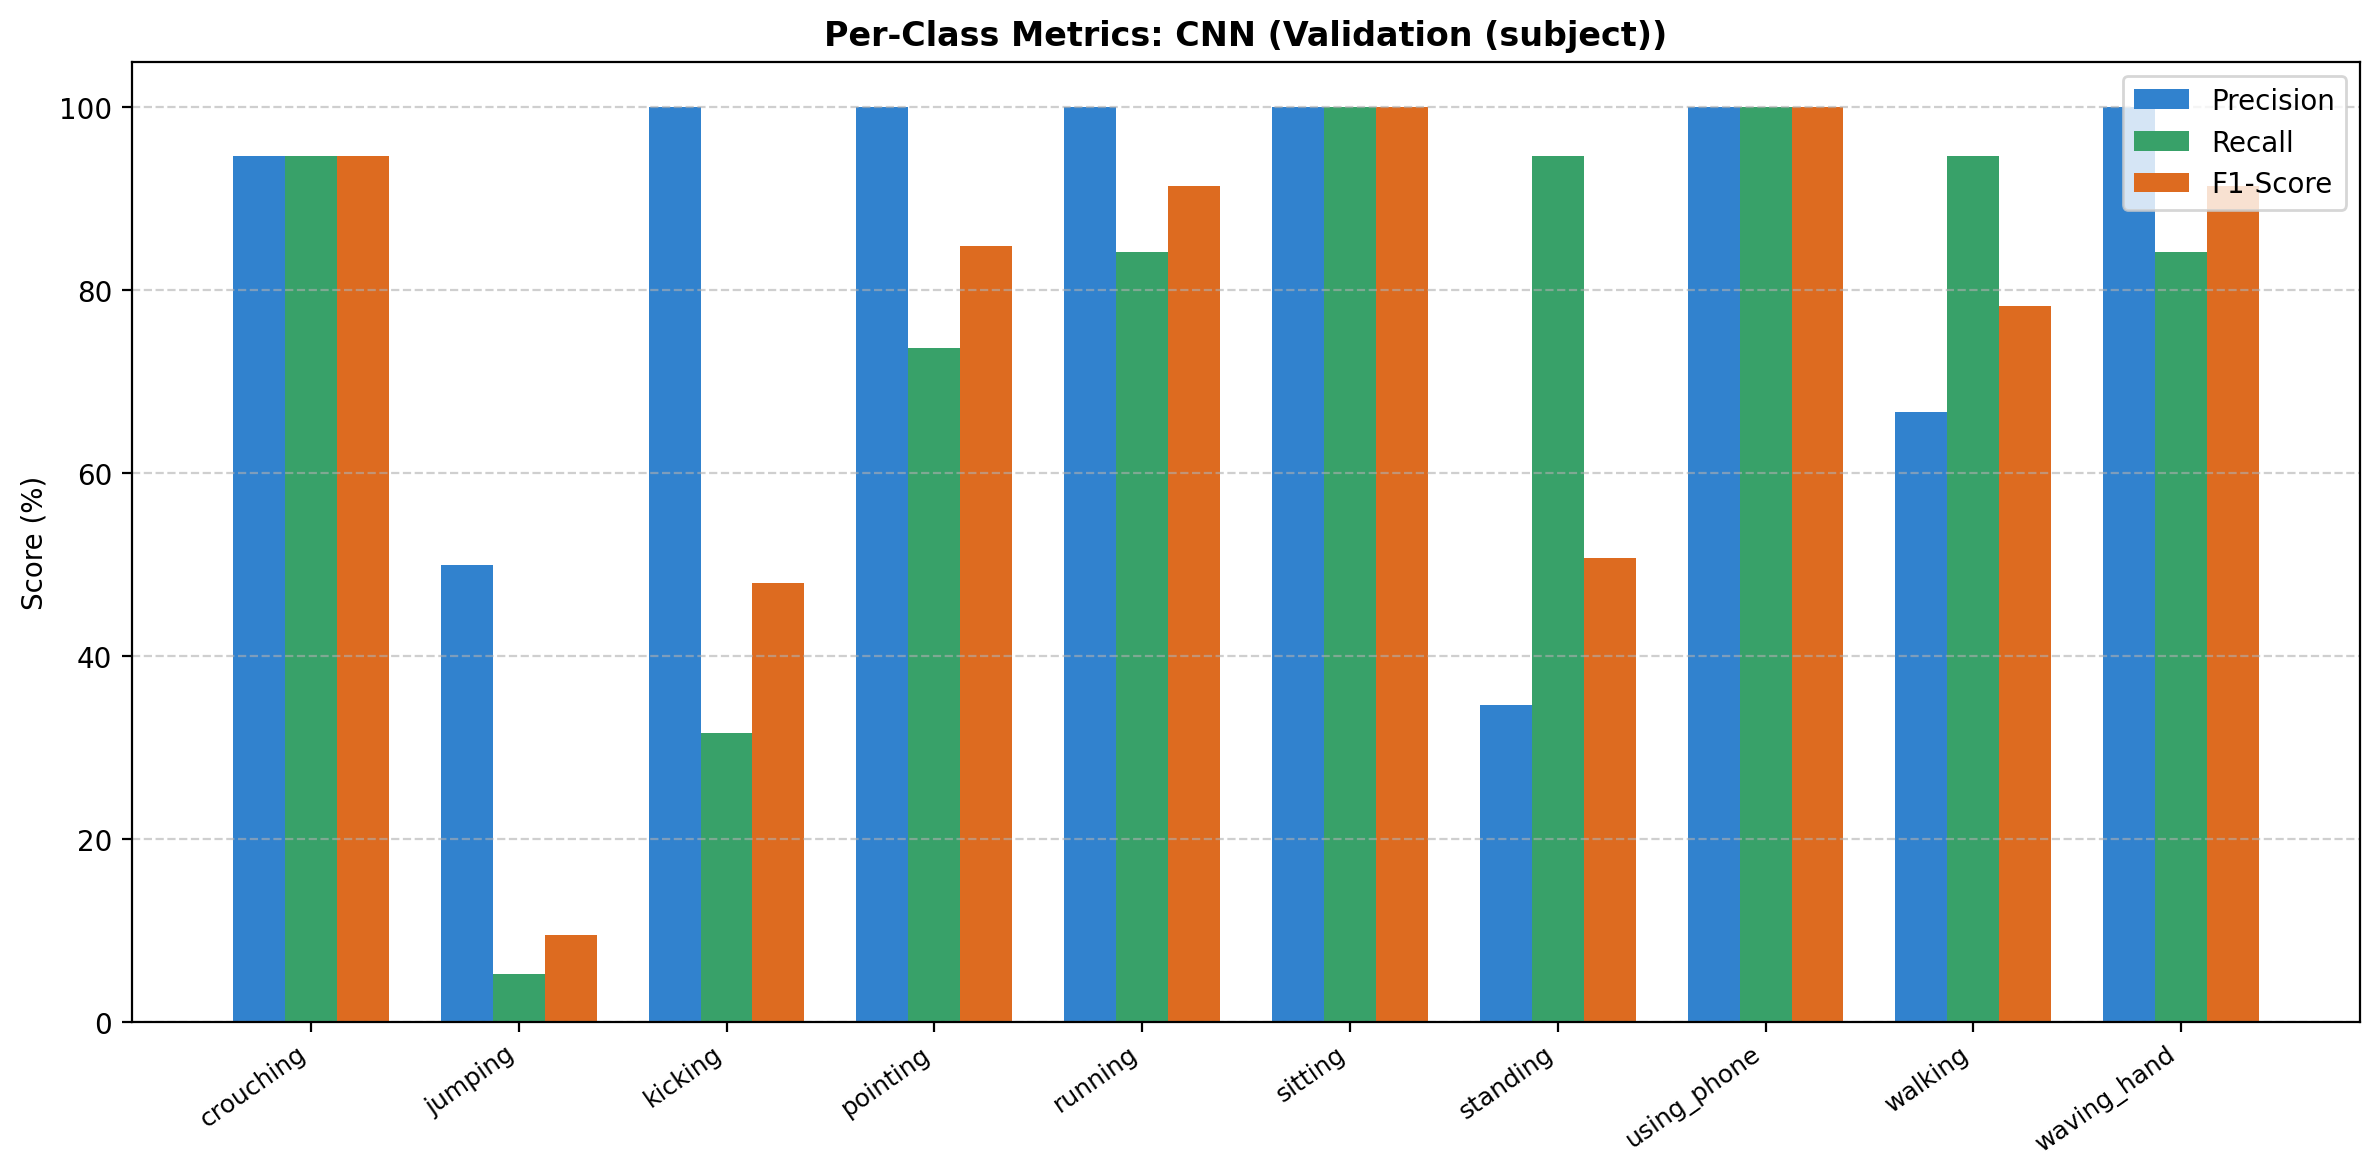 Per-Class Metrics: CNN (Validation (subject))
Precision
Recall
F1-Score
Score (%)
100
80
60
40
20
0
crouching
jumping
kicking
pointing
running
sitting
standing
using_phone
walking
waving_hand